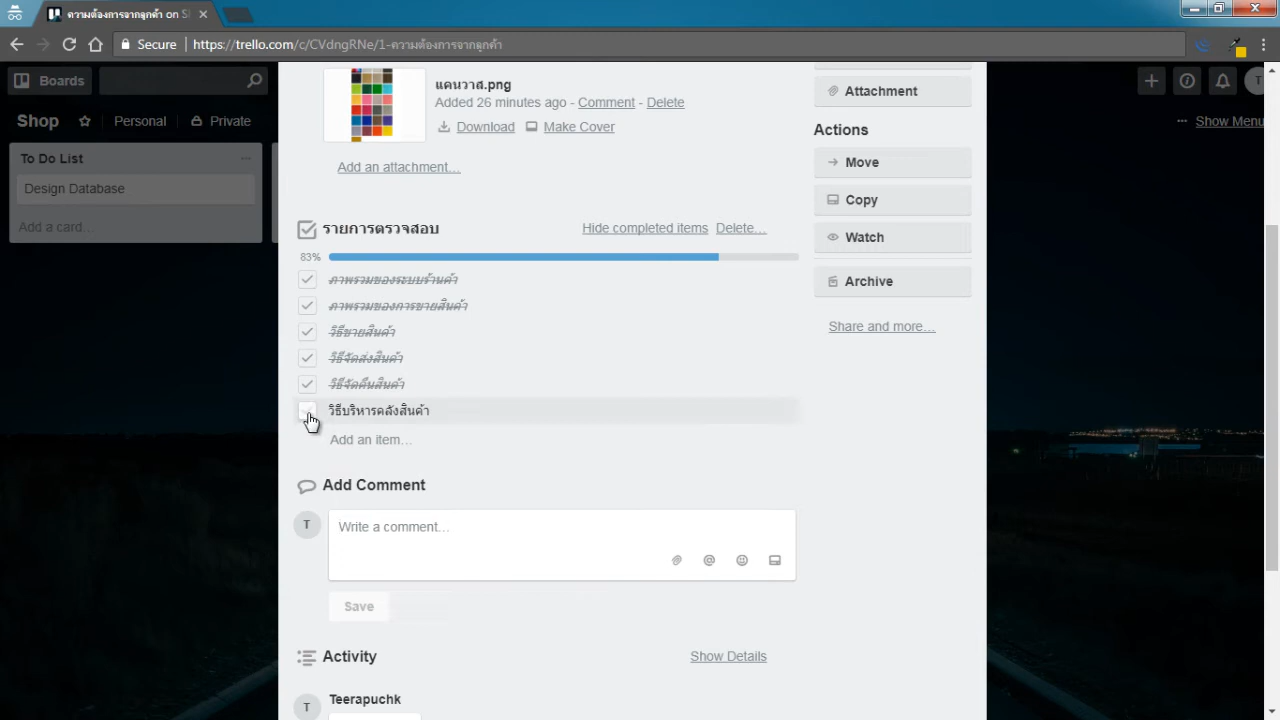 ความต้องการจากลูกค้า on Sh
Secure
https://trello.com/c/CVdngRNe/1-ความต้องการจากลูกค้า
Boards
T
Shop
Personal
Private
Show Menu
To Do List
Design Database
Add a card…
แคนวาส.png
Added 26 minutes ago - Comment - Delete
Download
Make Cover
Add an attachment…
Attachment
Actions
Move
Copy
Watch
Archive
Share and more…
รายการตรวจสอบ
Hide completed items
Delete…
83%
ภาพรวมของระบบร้านค้า
ภาพรวมของการขายสินค้า
วิธีขายสินค้า
วิธีจัดส่งสินค้า
วิธีจัดคืนสินค้า
วิธีบริหารคลังสินค้า
Add an item…
Add Comment
T
Write a comment…
Save
Activity
Show Details
T
Teerapuchk